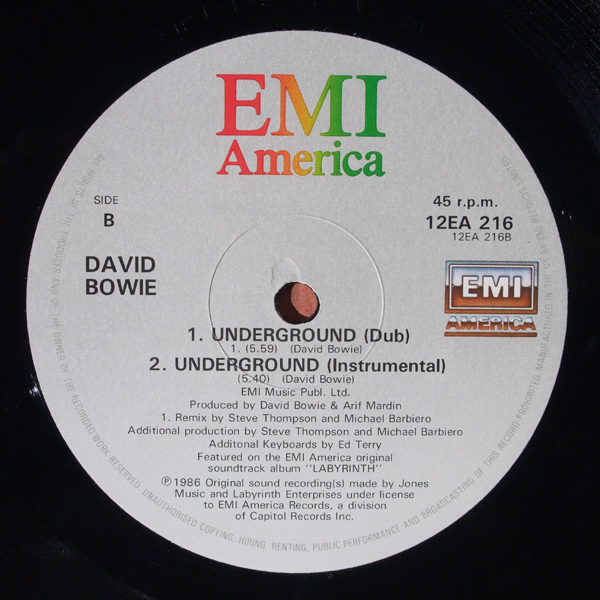 EMI
America
SIDE
B
45 r.p.m.
12EA 216
12EA 216B
DAVID
BOWIE
EMI
AMERICA
1. UNDERGROUND (Dub)
1. (5.59) (David Bowie)
2. UNDERGROUND (Instrumental)
(5.40) (David Bowie)
EMI Music Publ. Ltd.
Produced by David Bowie & Arif Mardin
1. Remix by Steve Thompson and Michael Barbiero
Additional production by Steve Thompson and Michael Barbiero
Additonal Keyboards by Ed Terry
Featured on the EMI America original
soundtrack album "LABYRINTH"
℗ 1986 Original sound recording(s) made by Jones
Music and Labyrinth Enterprises under license
to EMI America Records, a division
of Capitol Records Inc.
ALL RIGHTS OF THE PRODUCER AND OF THE OWNER OF THE RECORDED WORK RESERVED. UNAUTHORISED COPYING, HIRING, RENTING, PUBLIC PERFORMANCE AND BROADCASTING OF THIS RECORD PROHIBITED. MANUFACTURED IN THE U.K. BY EMI RECORDS LIMITED